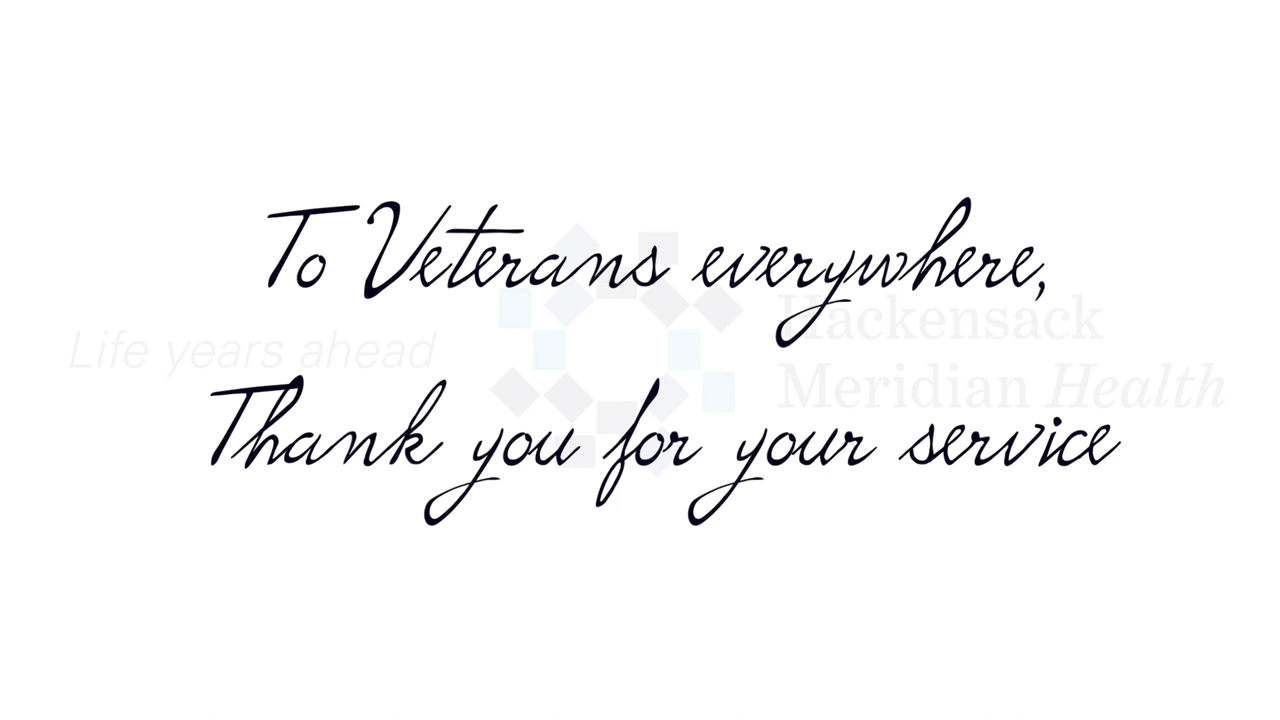 To Veterans everywhere,
Life years ahead
Hackensack
Meridian Health
Thank you for your service